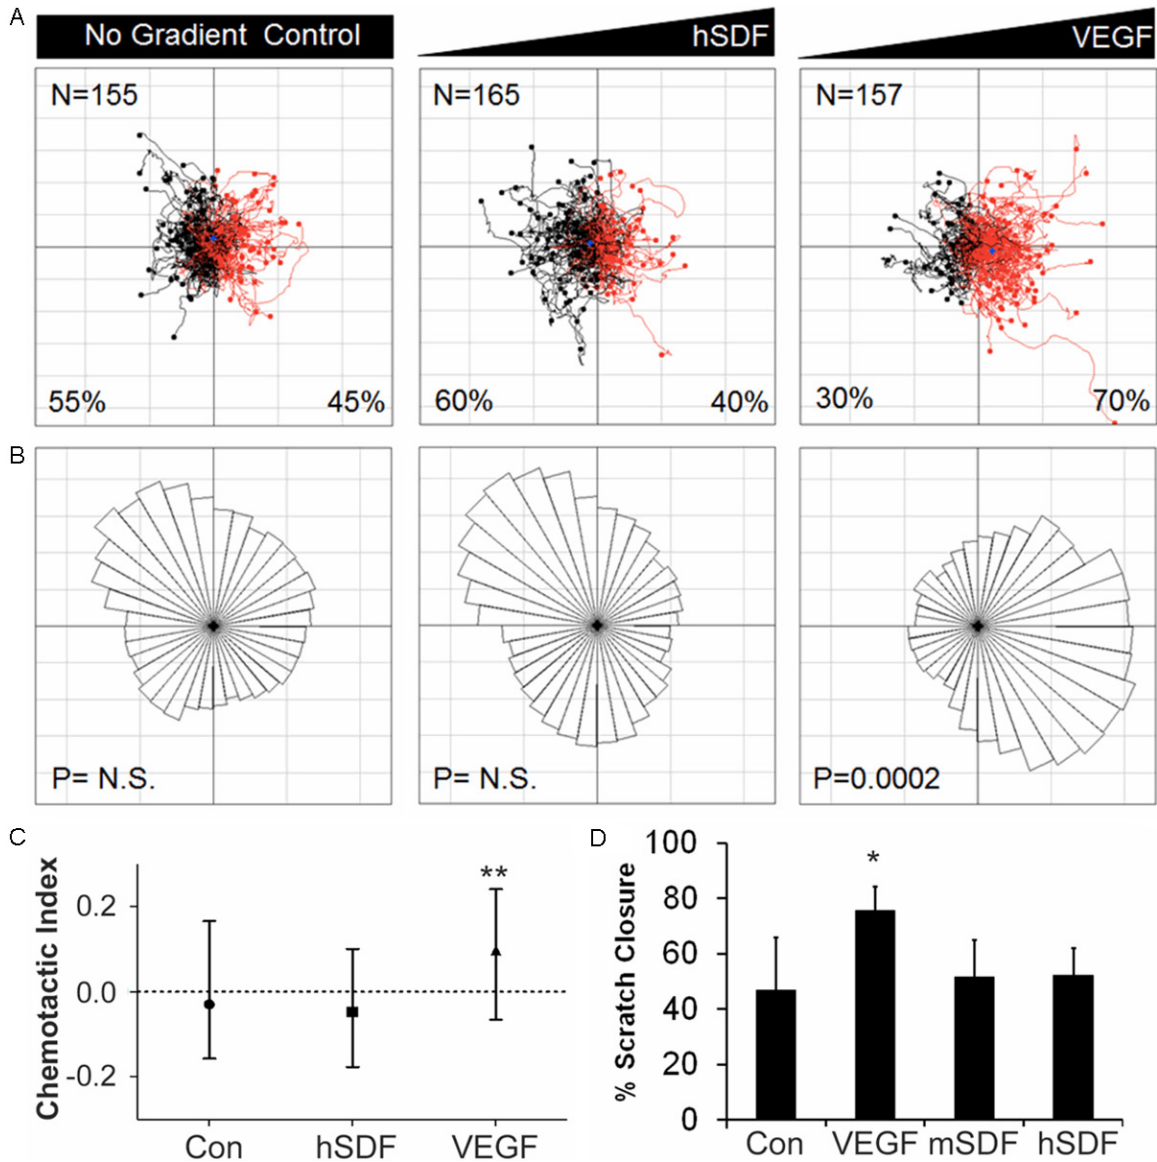 A
No Gradient Control
hSDF
VEGF
N=155
N=165
N=157
55%
45%
60%
40%
30%
70%
B
P= N.S.
P= N.S.
P=0.0002
C
Chemotactic Index
0.2
0.0
-0.2
**
Con
hSDF
VEGF
D
% Scratch Closure
100
80
60
40
20
0
*
Con
VEGF
mSDF
hSDF